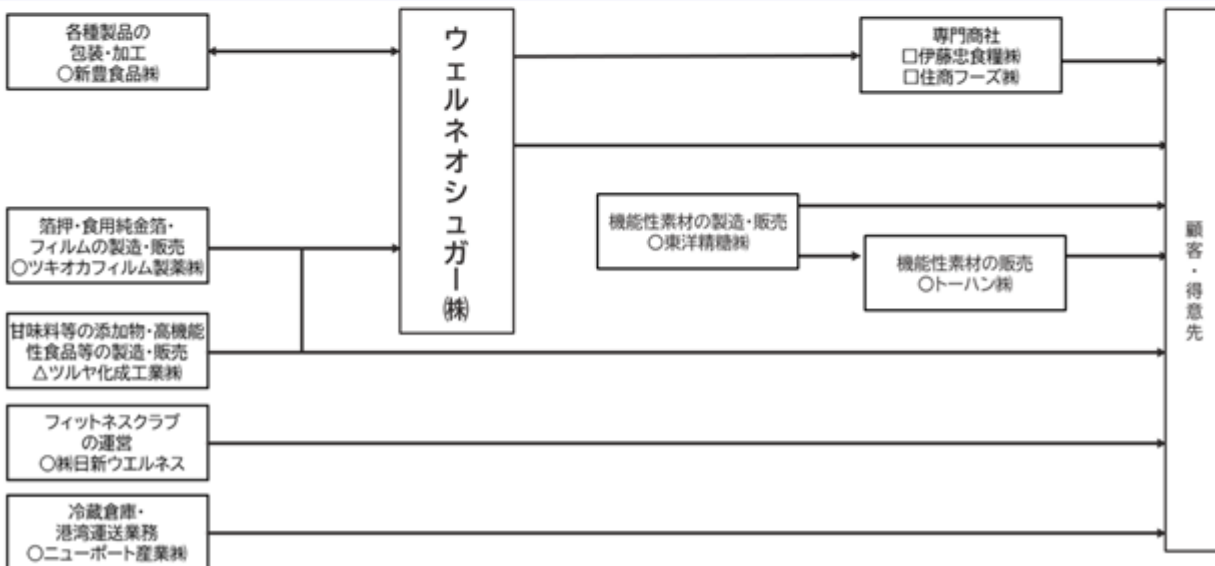 各種製品の
包装・加工
○新豊食品㈱
ウェルネオシュガー㈱
専門商社
□伊藤忠食糧㈱
□住商フーズ㈱
箔押・食用純金箔・
フィルムの製造・販売
○ツキオカフィルム製薬㈱
機能性素材の製造・販売
○東洋精糖㈱
機能性素材の販売
○トーハン㈱
顧客・得意先
甘味料等の添加物・高機能
性食品等の製造・販売
△ツルヤ化成工業㈱
フィットネスクラブ
の運営
○㈱日新ウエルネス
冷蔵倉庫・
港湾運送業務
○ニューポート産業㈱